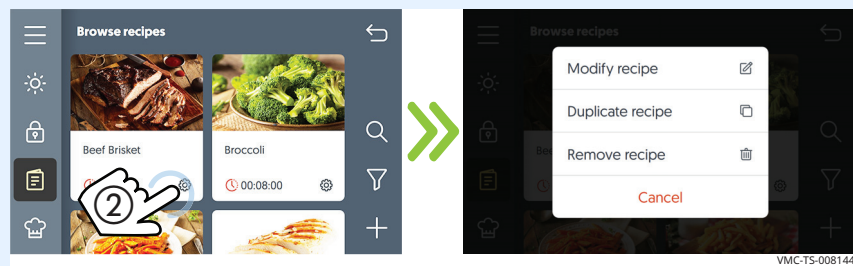 Browse recipes
Beef Brisket
Broccoli
00:08:00
2
Browse recipes
Modify recipe
Duplicate recipe
Remove recipe
Cancel
VMC-TS-008144